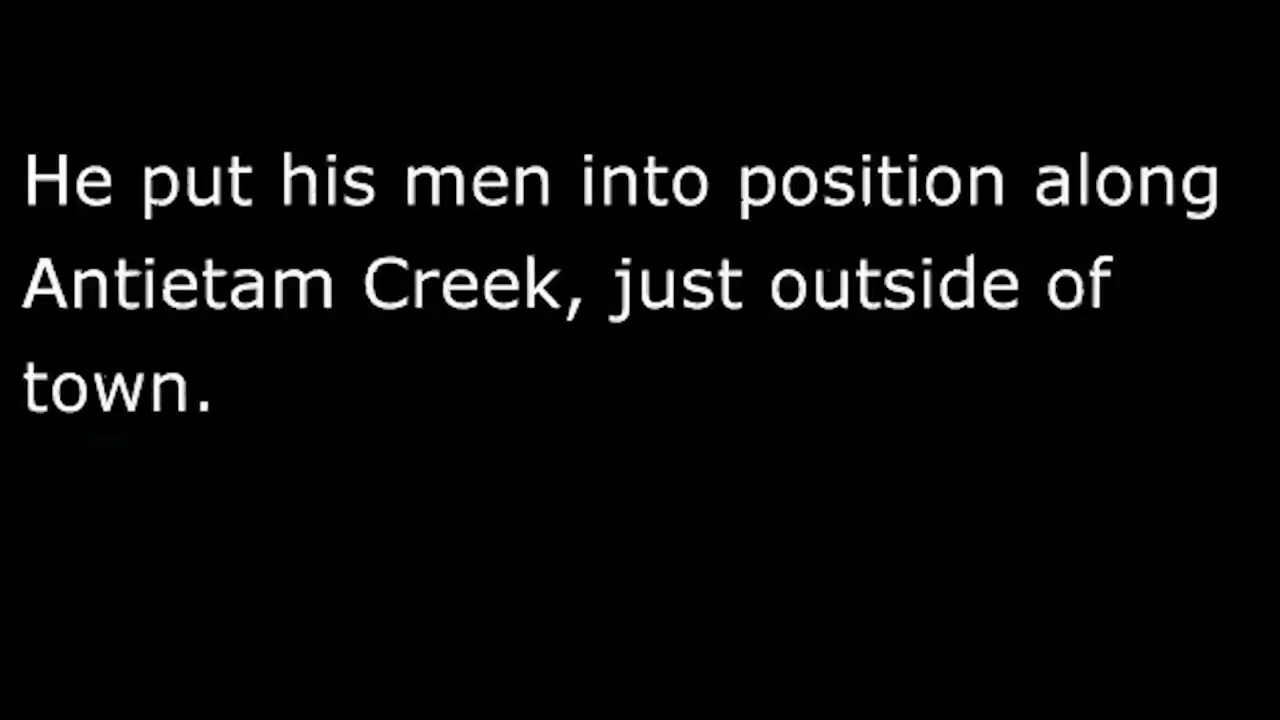 He put his men into position along
Antietam Creek, just outside of
town.